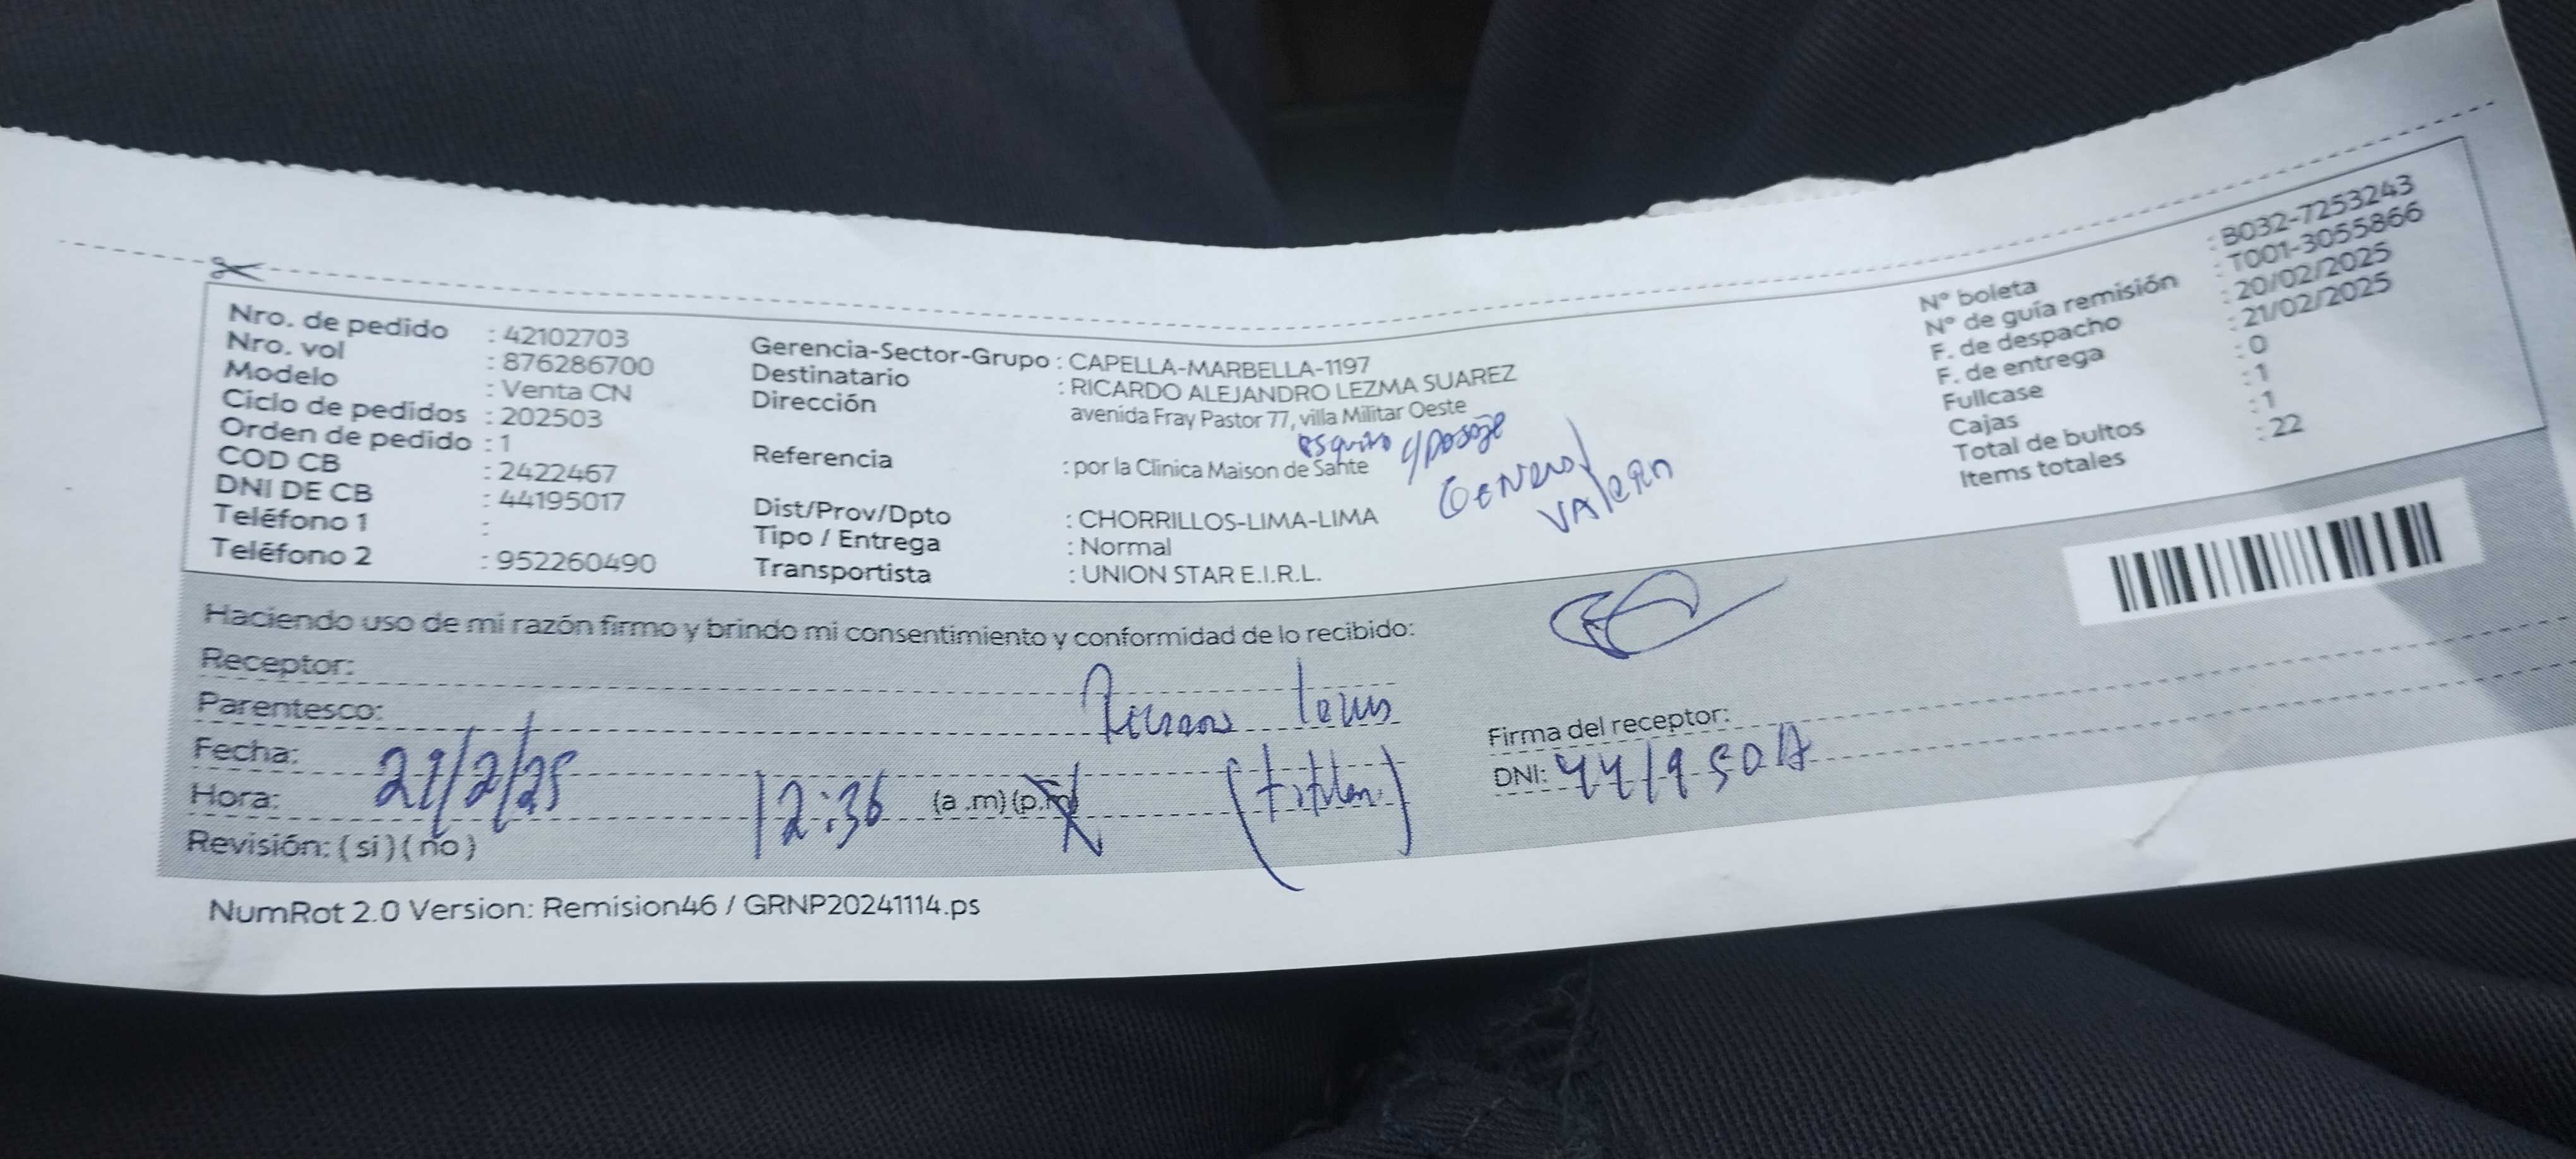 Nro. de pedido : 42102703
Nro. vol : 876286700
Modelo : Venta CN
Ciclo de pedidos : 202503
Orden de pedido : 1
COD CB : 2422467
DNI DE CB : 44195017
Teléfono 1 :
Teléfono 2 : 952260490
Gerencia-Sector-Grupo : CAPELLA-MARBELLA-1197
Destinatario : RICARDO ALEJANDRO LEZMA SUAREZ
Dirección avenida Fray Pastor 77, villa Militar Oeste
Referencia : por la Clinica Maison de Sante
General
Dist/Prov/Dpto : CHORRILLOS-LIMA-LIMA
Tipo / Entrega : Normal
Transportista : UNION STAR E.I.R.L.
N° boleta : B032-7253243
N° de guía remisión : T001-3055866
F. de despacho : 20/02/2025
F. de entrega : 21/02/2025
Fullcase : 0
Cajas : 1
Total de bultos : 1
Items totales : 22
Haciendo uso de mi razón firmo y brindo mi consentimiento y conformidad de lo recibido:
Receptor:
Parentesco:
Fecha:
Hora: 12:36 (a .m) (p.m)
Revisión: ( si ) ( no )
Firma del receptor:
DNI:
NumRot 2.0 Version: Remision46 / GRNP20241114.ps